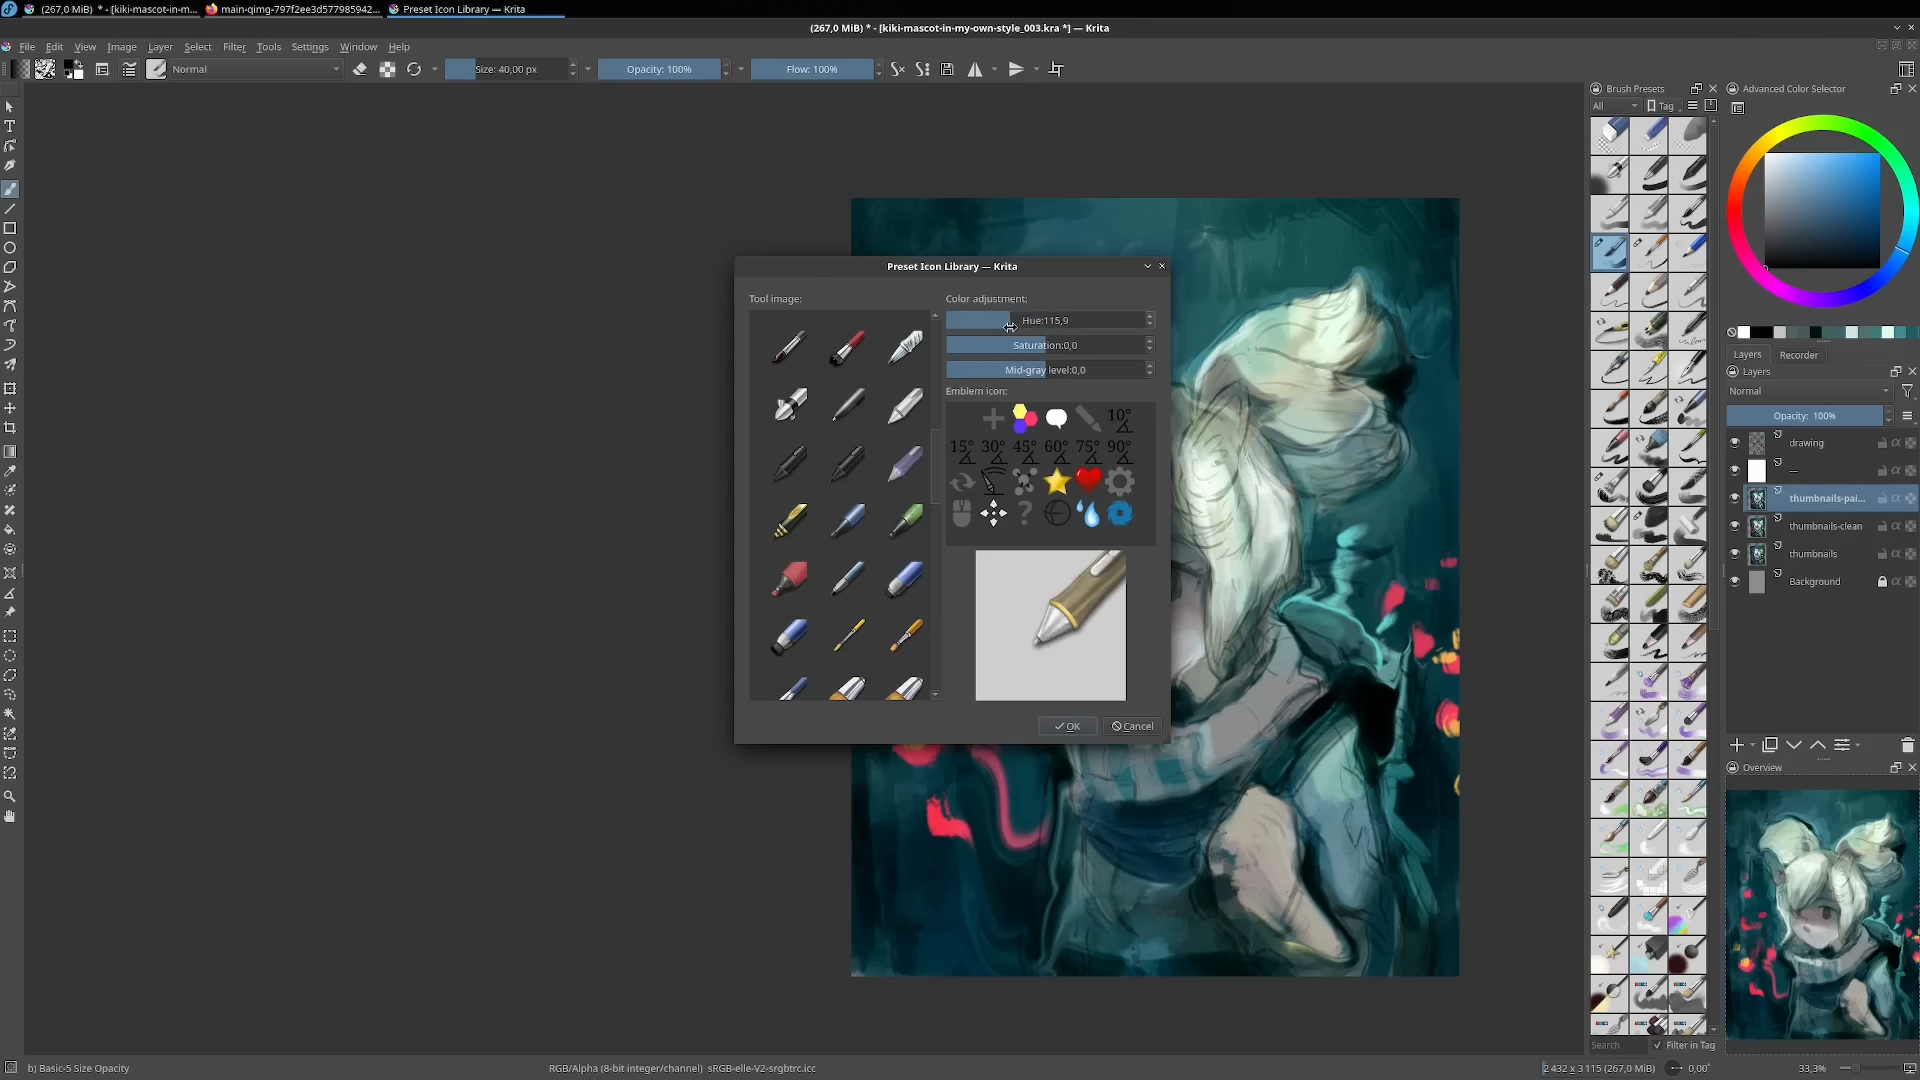 (267,0 MiB) * - [kiki-mascot-in-m...
main-qimg-797f2ee3d577985942...
Preset Icon Library — Krita
(267,0 MiB) * - [kiki-mascot-in-my-own-style_003.kra *] — Krita
File Edit View Image Layer Select Filter Tools Settings Window Help
Normal
Size: 40,00 px
Opacity: 100%
Flow: 100%
Brush Presets
All
Tag
Advanced Color Selector
Preset Icon Library — Krita
Tool image:
Color adjustment:
Hue:115,9
Saturation:0,0
Mid-gray level:0,0
Emblem icon:
10°
15° 30° 45° 60° 75° 90°
?
OK
Cancel
Layers Recorder
Layers
Normal
Opacity: 100%
drawing
...
thumbnails-pai...
thumbnails-clean
thumbnails
Background
Overview
Search
Filter in Tag
b) Basic-5 Size Opacity
RGB/Alpha (8-bit integer/channel) sRGB-elle-V2-srgbtrc.icc
2 432 x 3 115 (267,0 MiB)
0,00°
33,3%